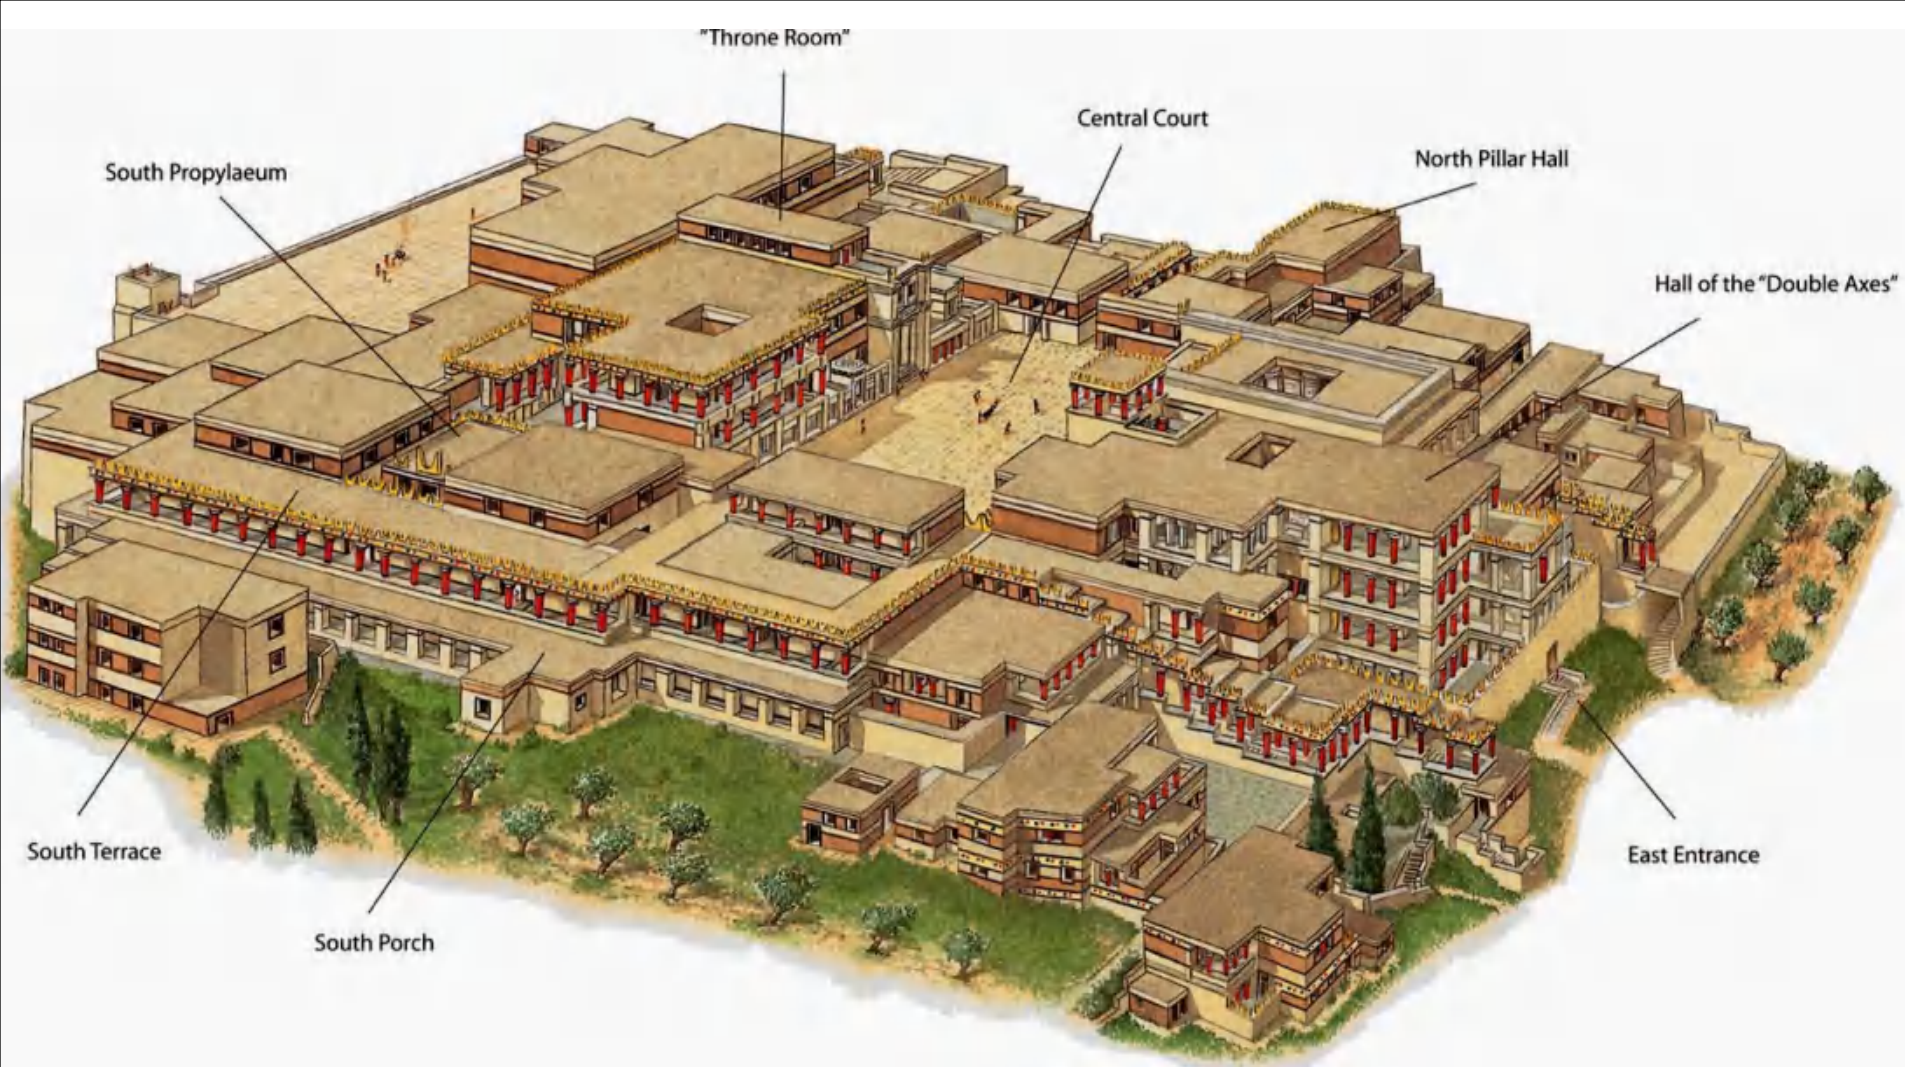 "Throne Room"
Central Court
North Pillar Hall
South Propylaeum
Hall of the "Double Axes"
South Terrace
East Entrance
South Porch